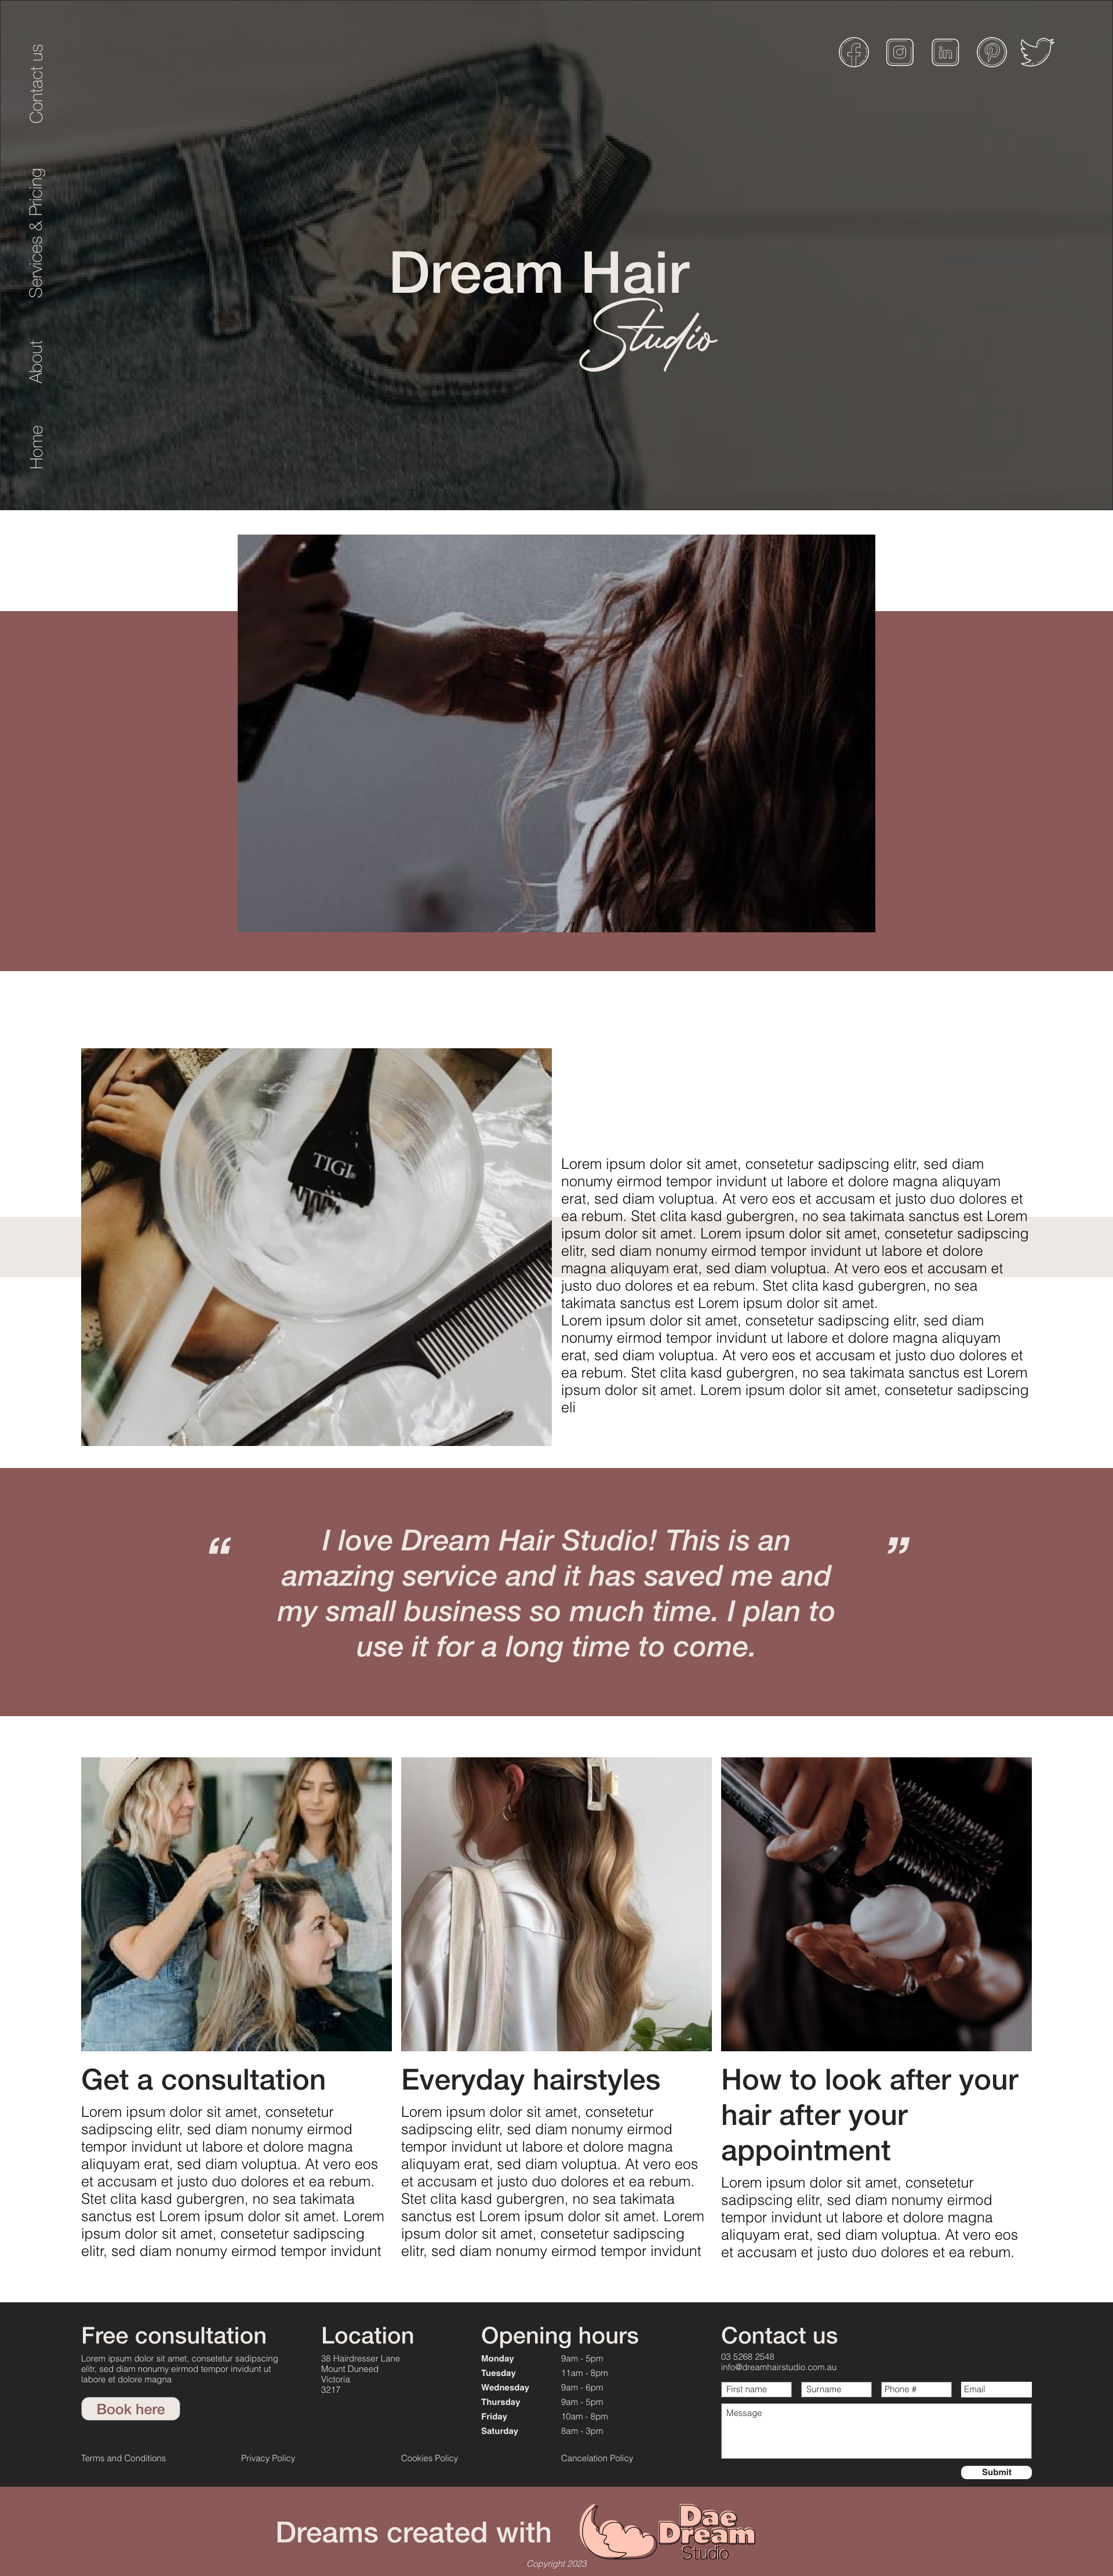 Contact us
Services & Pricing
About
Home
Dream Hair
Studio
TIGI
Lorem ipsum dolor sit amet, consetetur sadipscing elitr, sed diam
nonumy eirmod tempor invidunt ut labore et dolore magna aliquyam
erat, sed diam voluptua. At vero eos et accusam et justo duo dolores et
ea rebum. Stet clita kasd gubergren, no sea takimata sanctus est Lorem
ipsum dolor sit amet. Lorem ipsum dolor sit amet, consetetur sadipscing
elitr, sed diam nonumy eirmod tempor invidunt ut labore et dolore
magna aliquyam erat, sed diam voluptua. At vero eos et accusam et
justo duo dolores et ea rebum. Stet clita kasd gubergren, no sea
takimata sanctus est Lorem ipsum dolor sit amet.
Lorem ipsum dolor sit amet, consetetur sadipscing elitr, sed diam
nonumy eirmod tempor invidunt ut labore et dolore magna aliquyam
erat, sed diam voluptua. At vero eos et accusam et justo duo dolores et
ea rebum. Stet clita kasd gubergren, no sea takimata sanctus est Lorem
ipsum dolor sit amet. Lorem ipsum dolor sit amet, consetetur sadipscing
eli
“ I love Dream Hair Studio! This is an ”
amazing service and it has saved me and
my small business so much time. I plan to
use it for a long time to come.
Get a consultation
Lorem ipsum dolor sit amet, consetetur
sadipscing elitr, sed diam nonumy eirmod
tempor invidunt ut labore et dolore magna
aliquyam erat, sed diam voluptua. At vero eos
et accusam et justo duo dolores et ea rebum.
Stet clita kasd gubergren, no sea takimata
sanctus est Lorem ipsum dolor sit amet. Lorem
ipsum dolor sit amet, consetetur sadipscing
elitr, sed diam nonumy eirmod tempor invidunt
Everyday hairstyles
Lorem ipsum dolor sit amet, consetetur
sadipscing elitr, sed diam nonumy eirmod
tempor invidunt ut labore et dolore magna
aliquyam erat, sed diam voluptua. At vero eos
et accusam et justo duo dolores et ea rebum.
Stet clita kasd gubergren, no sea takimata
sanctus est Lorem ipsum dolor sit amet. Lorem
ipsum dolor sit amet, consetetur sadipscing
elitr, sed diam nonumy eirmod tempor invidunt
How to look after your
hair after your
appointment
Lorem ipsum dolor sit amet, consetetur
sadipscing elitr, sed diam nonumy eirmod
tempor invidunt ut labore et dolore magna
aliquyam erat, sed diam voluptua. At vero eos
et accusam et justo duo dolores et ea rebum.
Free consultation
Lorem ipsum dolor sit amet, consetetur sadipscing
elitr, sed diam nonumy eirmod tempor invidunt ut
labore et dolore magna
Book here
Location
38 Hairdresser Lane
Mount Duneed
Victoria
3217
Opening hours
Monday 9am - 5pm
Tuesday 11am - 8pm
Wednesday 9am - 6pm
Thursday 9am - 5pm
Friday 10am - 8pm
Saturday 8am - 3pm
Contact us
03 5268 2548
info@dreamhairstudio.com.au
First name Surname Phone # Email
Message
Submit
Terms and Conditions Privacy Policy Cookies Policy Cancelation Policy
Dreams created with
Dae
Dream
Studio
Copyright 2023